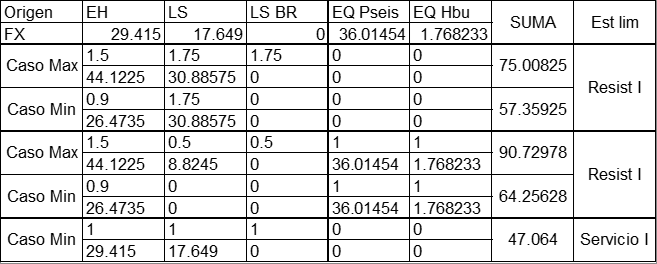 Origen EH LS LS BR EQ Pseis EQ Hbu SUMA Est lim
FX 29.415 17.649 0 36.01454 1.768233
Caso Max 1.5 1.75 1.75 0 0 75.00825 Resist I
44.1225 30.88575 0 0 0
Caso Min 0.9 1.75 0 0 57.35925
26.4735 30.88575 0 0 0
Caso Max 1.5 0.5 0.5 1 1 90.72978 Resist I
44.1225 8.8245 0 36.01454 1.768233
Caso Min 0.9 0 0 1 1 64.25628
26.4735 0 0 36.01454 1.768233
Caso Min 1 1 1 0 0 47.064 Servicio I
29.415 17.649 0 0 0